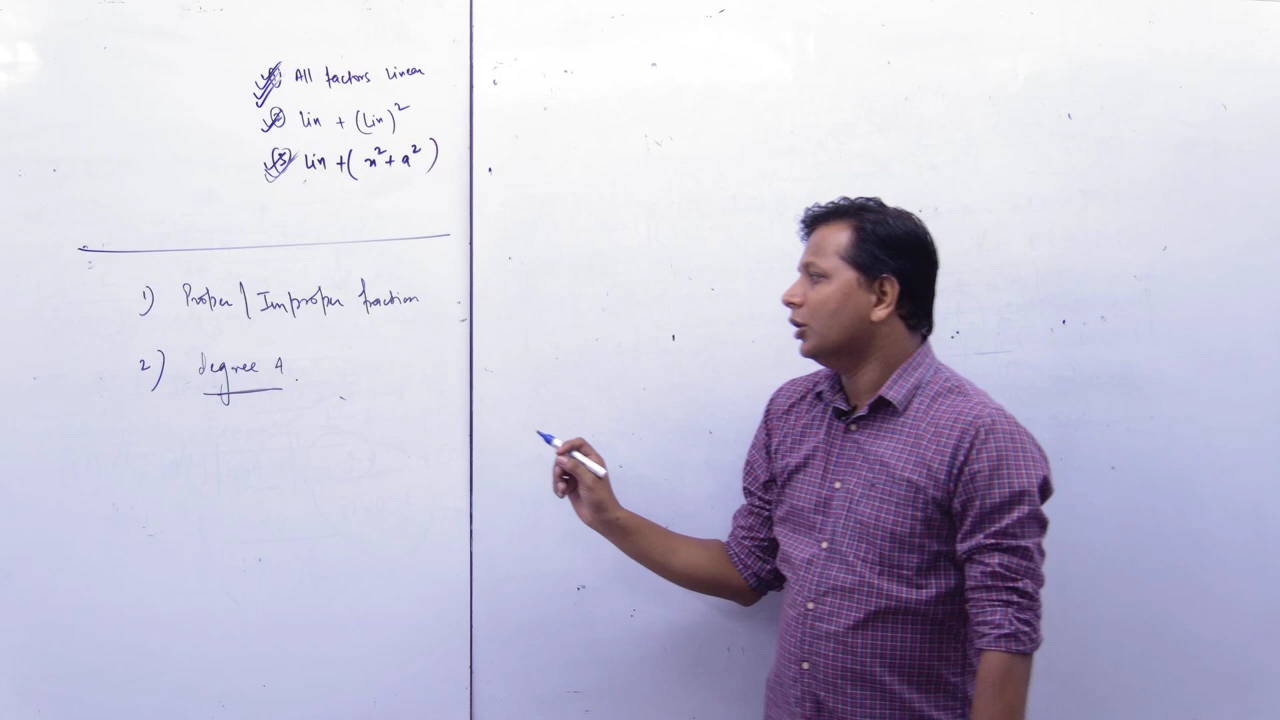 ① All factors linear
② Lin + (Lin)²
③ Lin + (x² + a²)
1) Proper / Improper fraction
2) degree 4